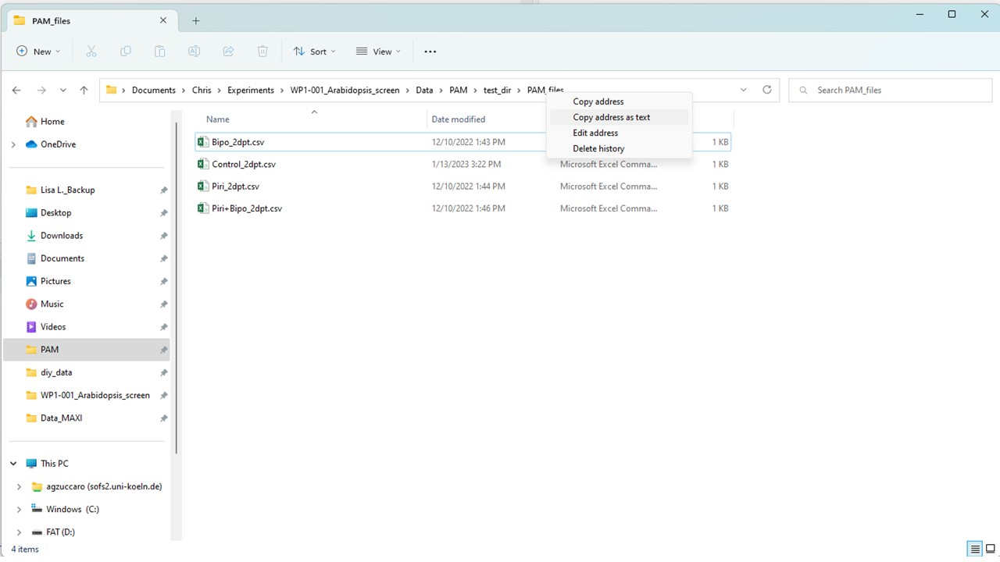 PAM_files
New
Sort
View
Documents > Chris > Experiments > WP1-001_Arabidopsis_screen > Data > PAM > test_dir > PAM_files
Search PAM_files
Copy address
Copy address as text
Edit address
Delete history
Home
OneDrive
Lisa L._Backup
Desktop
Downloads
Documents
Pictures
Music
Videos
PAM
diy_data
WP1-001_Arabidopsis_screen
Data_MAXI
This PC
agzuccaro (sofs2.uni-koeln.de)
Windows (C:)
FAT (D:)
Name Date modified
Bipo_2dpt.csv 12/10/2022 1:43 PM 1 KB
Control_2dpt.csv 1/13/2023 3:22 PM Microsoft Excel Comma... 1 KB
Piri_2dpt.csv 12/10/2022 1:44 PM Microsoft Excel Comma... 1 KB
Piri+Bipo_2dpt.csv 12/10/2022 1:46 PM Microsoft Excel Comma... 1 KB
4 items